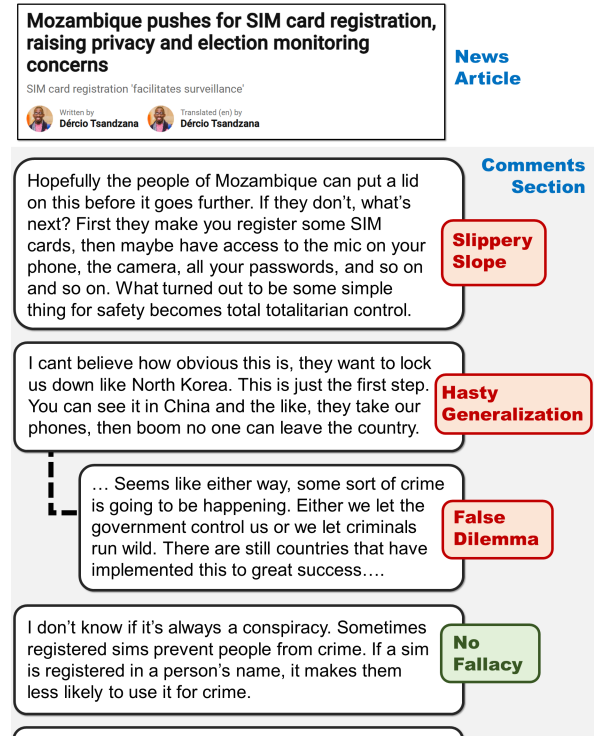 Mozambique pushes for SIM card registration,
raising privacy and election monitoring
concerns
SIM card registration 'facilitates surveillance'
Written by
Dércio Tsandzana
Translated (en) by
Dércio Tsandzana
News
Article
Comments
Section
Hopefully the people of Mozambique can put a lid
on this before it goes further. If they don't, what's
next? First they make you register some SIM
cards, then maybe have access to the mic on your
phone, the camera, all your passwords, and so on
and so on. What turned out to be some simple
thing for safety becomes total totalitarian control.
Slippery
Slope
I cant believe how obvious this is, they want to lock
us down like North Korea. This is just the first step.
You can see it in China and the like, they take our
phones, then boom no one can leave the country.
Hasty
Generalization
… Seems like either way, some sort of crime
is going to be happening. Either we let the
government control us or we let criminals
run wild. There are still countries that have
implemented this to great success….
False
Dilemma
I don't know if it's always a conspiracy. Sometimes
registered sims prevent people from crime. If a sim
is registered in a person's name, it makes them
less likely to use it for crime.
No
Fallacy